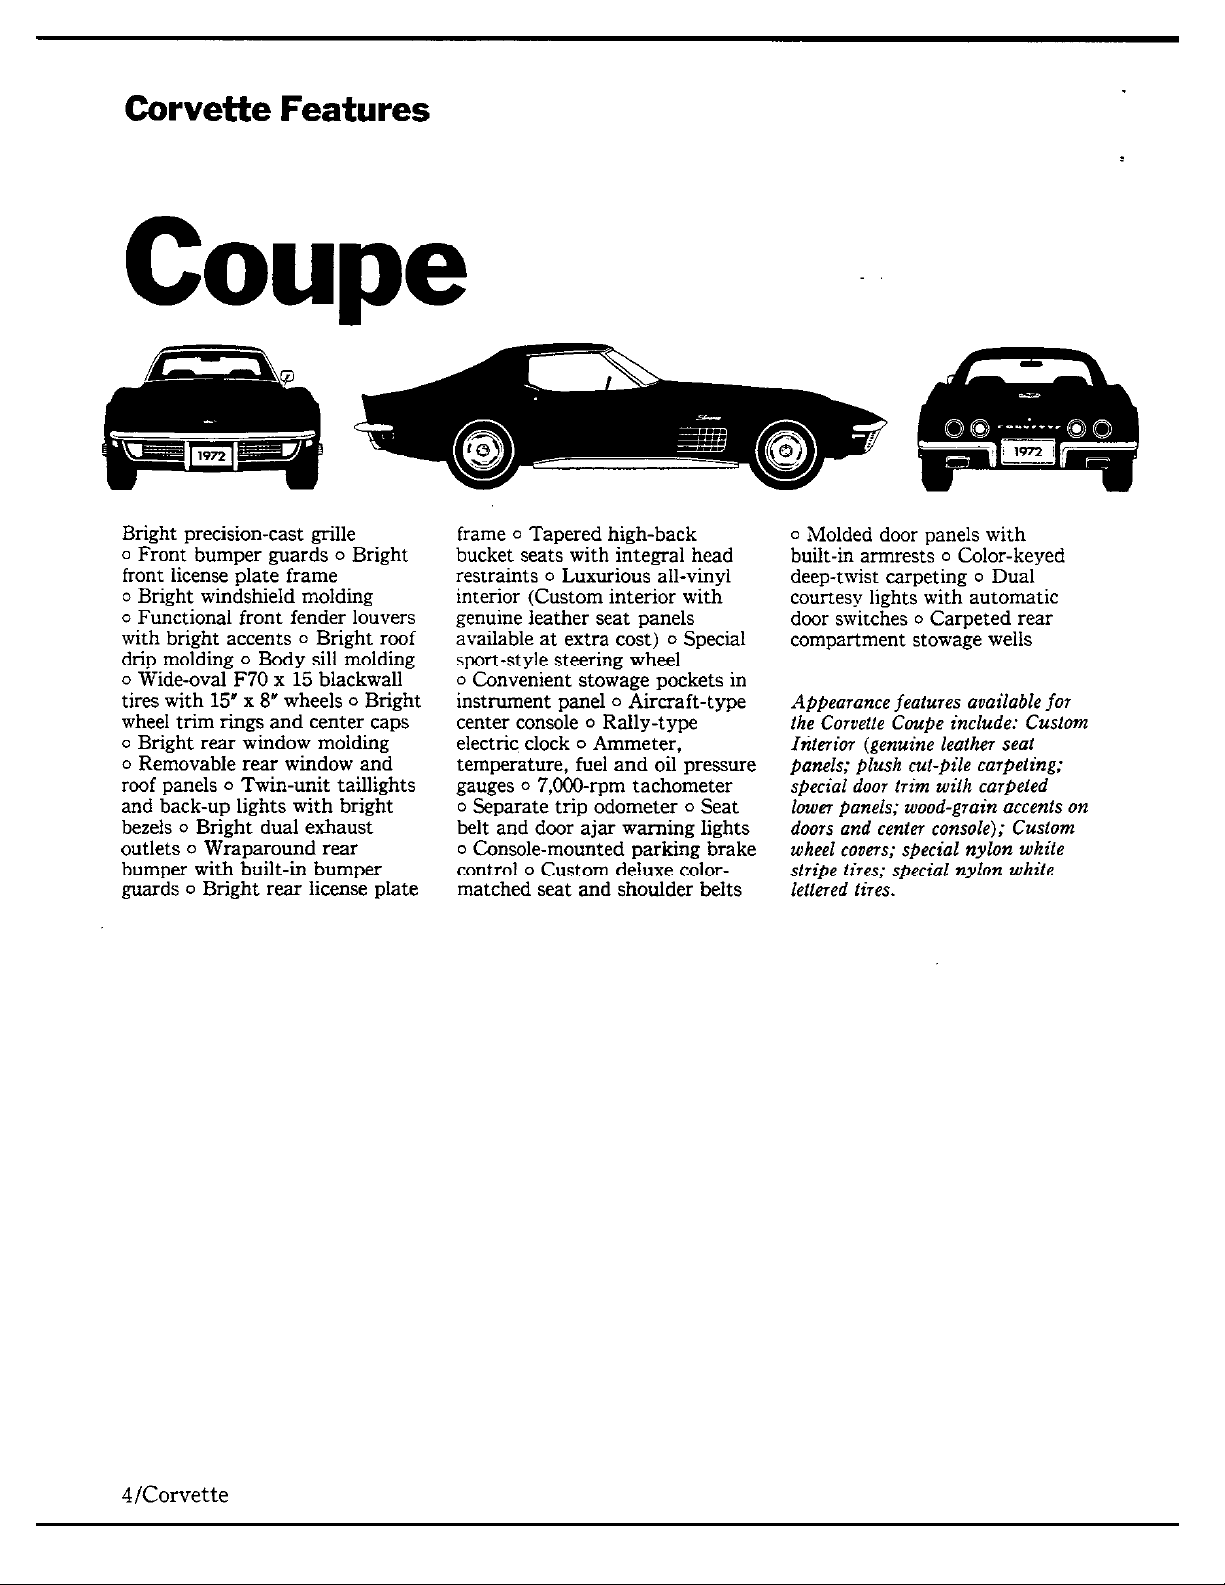 Corvette Features
Coupe
Stingray
1972
CORVETTE
1972
Bright precision-cast grille
o Front bumper guards o Bright
front license plate frame
o Bright windshield molding
o Functional front fender louvers
with bright accents o Bright roof
drip molding o Body sill molding
o Wide-oval F70 x 15 blackwall
tires with 15" x 8" wheels o Bright
wheel trim rings and center caps
o Bright rear window molding
o Removable rear window and
roof panels o Twin-unit taillights
and back-up lights with bright
bezels o Bright dual exhaust
outlets o Wraparound rear
bumper with built-in bumper
guards o Bright rear license plate
frame o Tapered high-back
bucket seats with integral head
restraints o Luxurious all-vinyl
interior (Custom interior with
genuine leather seat panels
available at extra cost) o Special
sport-style steering wheel
o Convenient stowage pockets in
instrument panel o Aircraft-type
center console o Rally-type
electric clock o Ammeter,
temperature, fuel and oil pressure
gauges o 7,000-rpm tachometer
o Separate trip odometer o Seat
belt and door ajar warning lights
o Console-mounted parking brake
control o Custom deluxe color-
matched seat and shoulder belts
o Molded door panels with
built-in armrests o Color-keyed
deep-twist carpeting o Dual
courtesy lights with automatic
door switches o Carpeted rear
compartment stowage wells
Appearance features available for
the Corvette Coupe include: Custom
Interior (genuine leather seat
panels; plush cut-pile carpeting;
special door trim with carpeted
lower panels; wood-grain accents on
doors and center console); Custom
wheel covers; special nylon white
stripe tires; special nylon white
lettered tires.
4/Corvette